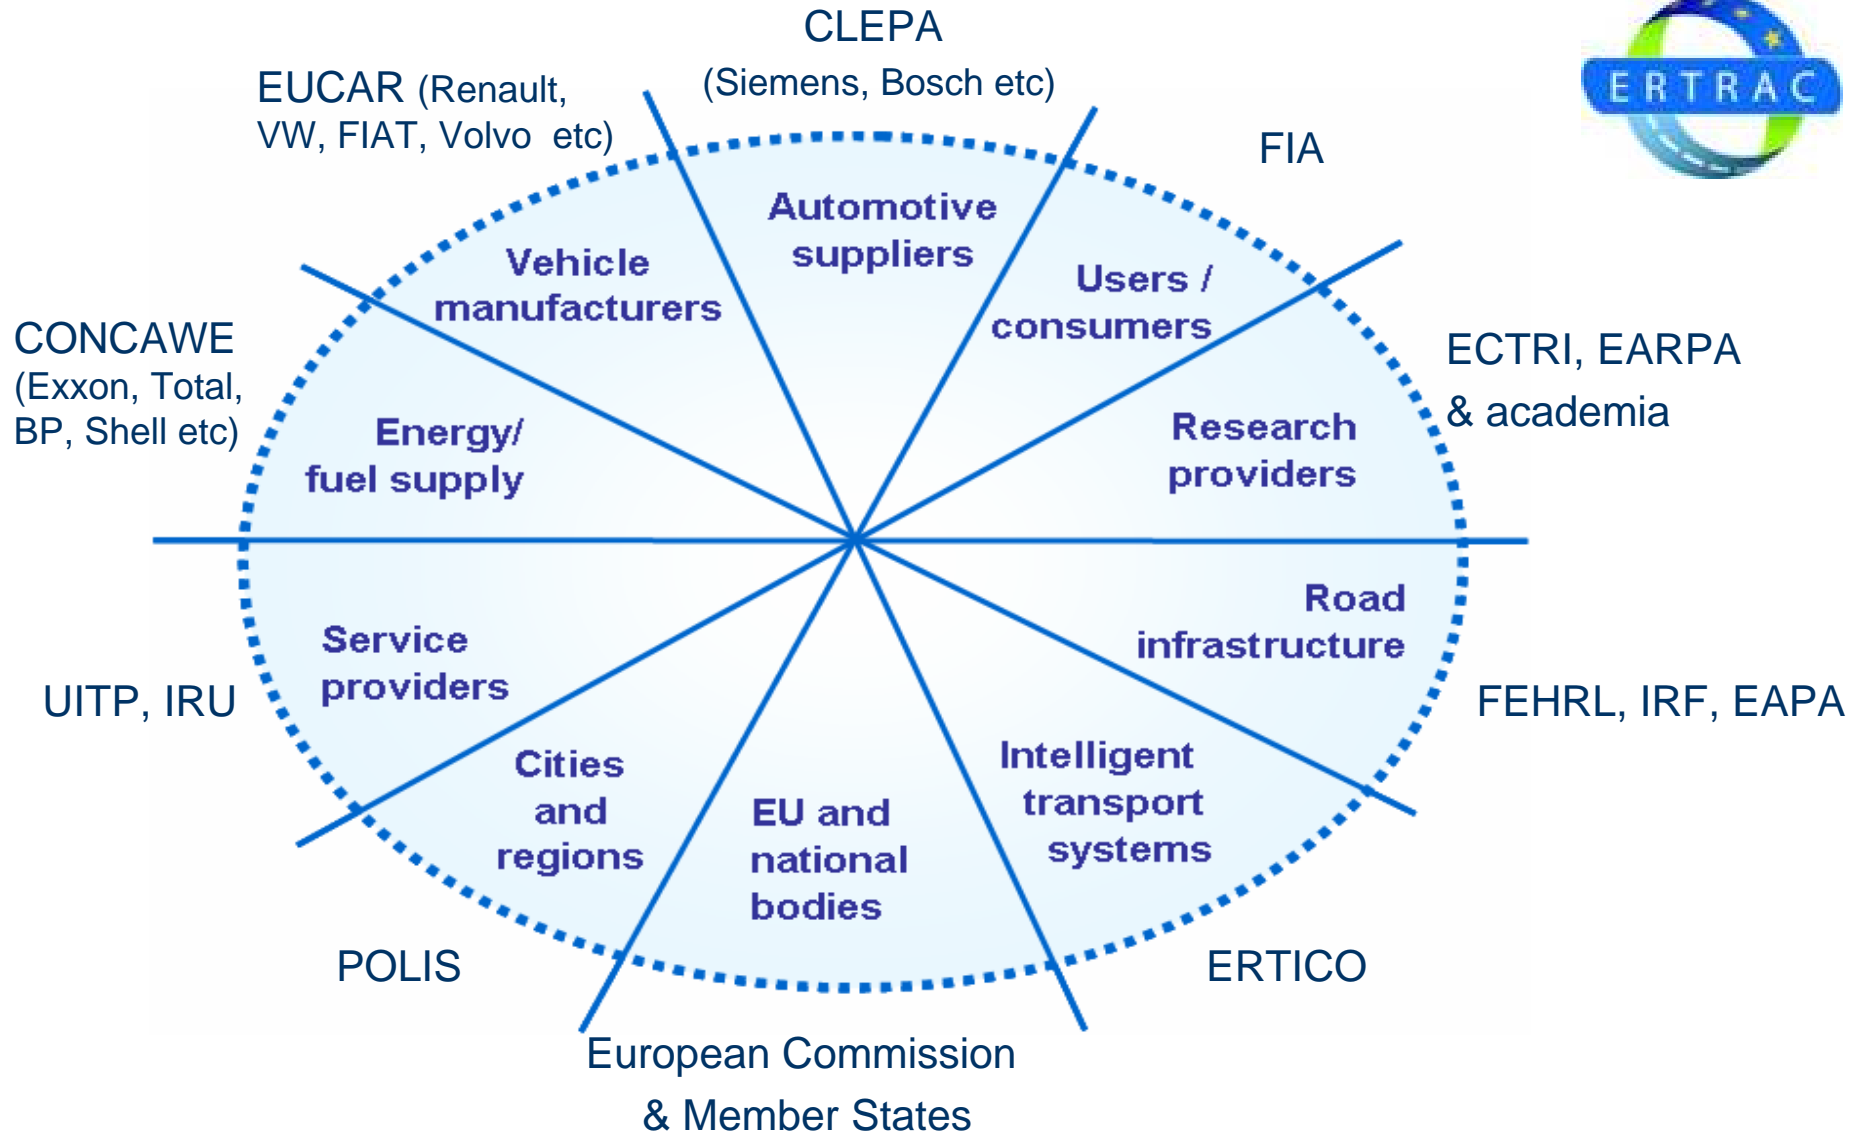 CLEPA
(Siemens, Bosch etc)
ERTRAC
EUCAR (Renault,
VW, FIAT, Volvo etc)
FIA
Automotive
suppliers
Vehicle
manufacturers
Users /
consumers
CONCAWE
(Exxon, Total,
BP, Shell etc)
ECTRI, EARPA
& academia
Energy/
fuel supply
Research
providers
Road
infrastructure
Service
providers
UITP, IRU
FEHRL, IRF, EAPA
Cities
and
regions
EU and
national
bodies
Intelligent
transport
systems
POLIS
ERTICO
European Commission
& Member States